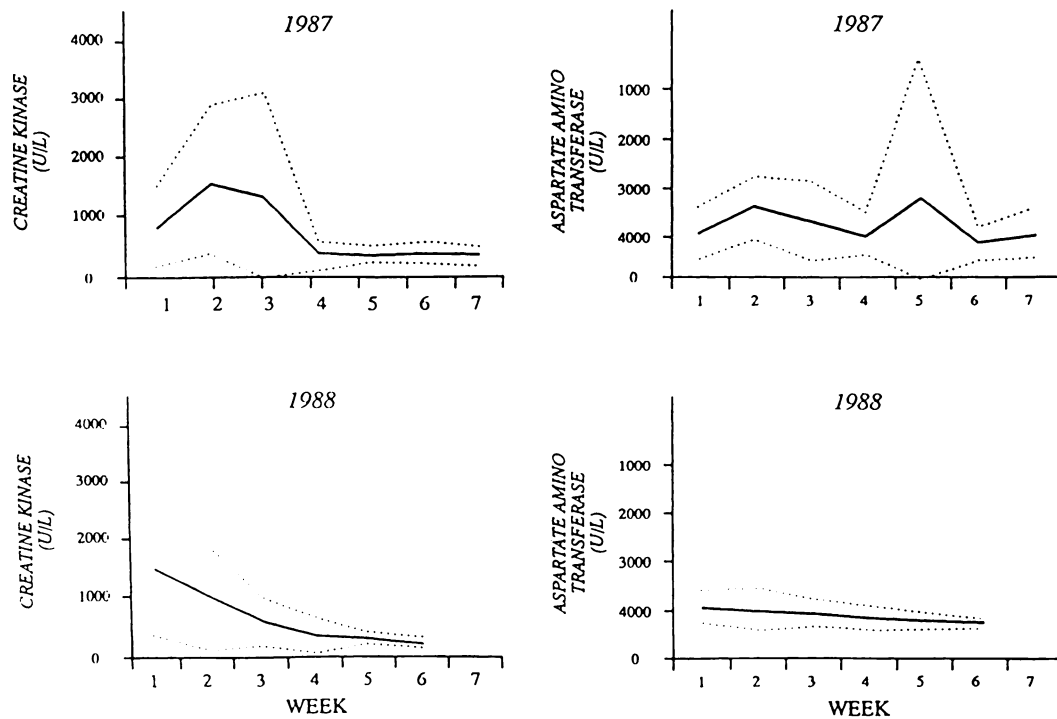 1987
CREATINE KINASE
(U/L)
4000
3000
2000
1000
0
1 2 3 4 5 6 7
1987
ASPARTATE AMINO
TRANSFERASE
(U/L)
1000
2000
3000
4000
0
1 2 3 4 5 6 7
1988
CREATINE KINASE
(U/L)
4000
3000
2000
1000
0
1 2 3 4 5 6 7
WEEK
1988
ASPARTATE AMINO
TRANSFERASE
(U/L)
1000
2000
3000
4000
0
1 2 3 4 5 6 7
WEEK